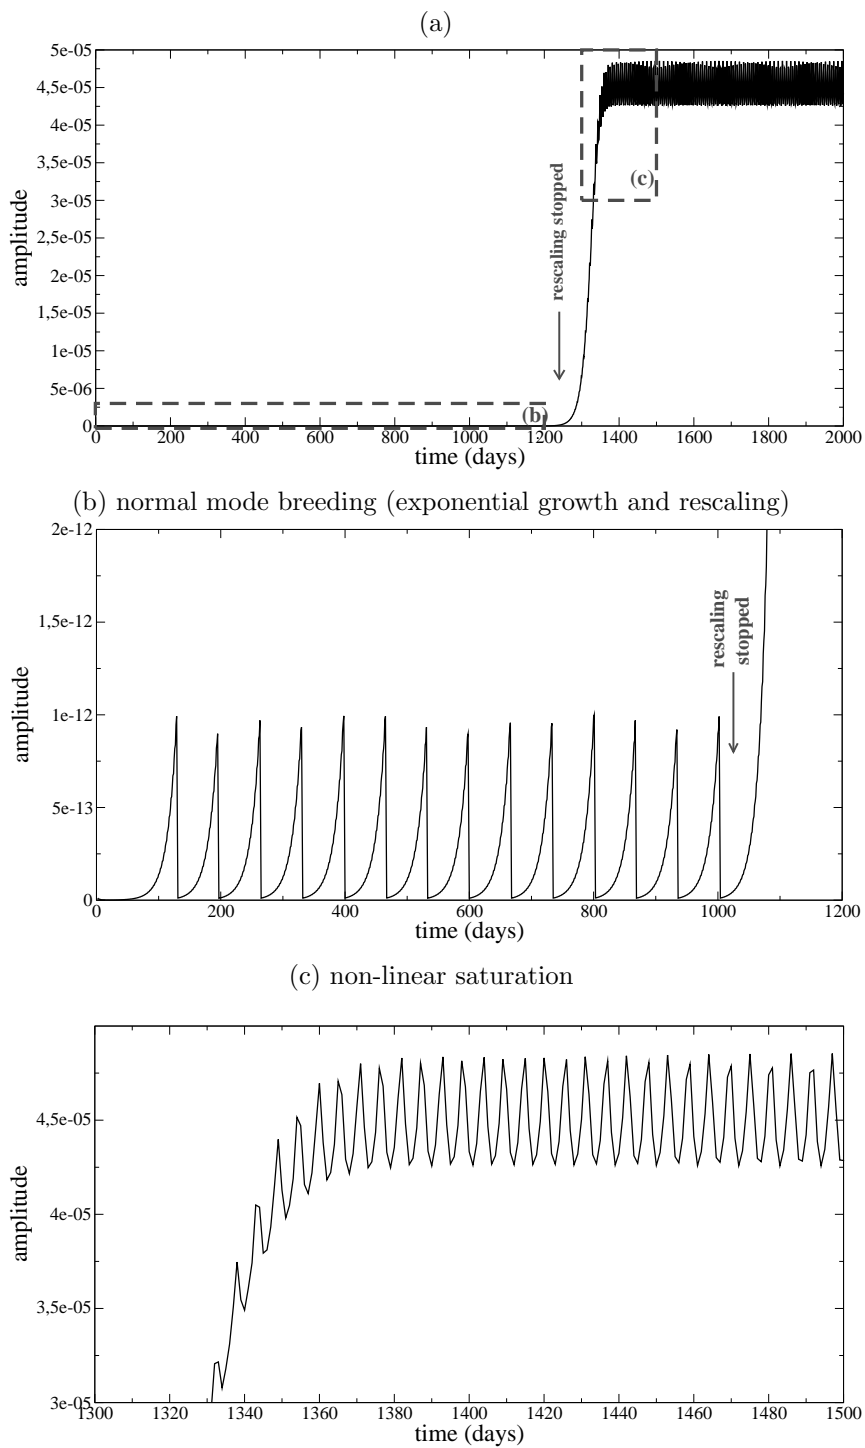 (a)
5e-05
4,5e-05
4e-05
3,5e-05
3e-05
2,5e-05
2e-05
1,5e-05
1e-05
5e-06
0
amplitude
rescaling stopped
(c)
(b)
0 200 400 600 800 1000 1200 1400 1600 1800 2000
time (days)
(b) normal mode breeding (exponential growth and rescaling)
2e-12
1,5e-12
1e-12
5e-13
0
amplitude
rescaling
stopped
0 200 400 600 800 1000 1200
time (days)
(c) non-linear saturation
4,5e-05
4e-05
3,5e-05
3e-05
amplitude
1300 1320 1340 1360 1380 1400 1420 1440 1460 1480 1500
time (days)